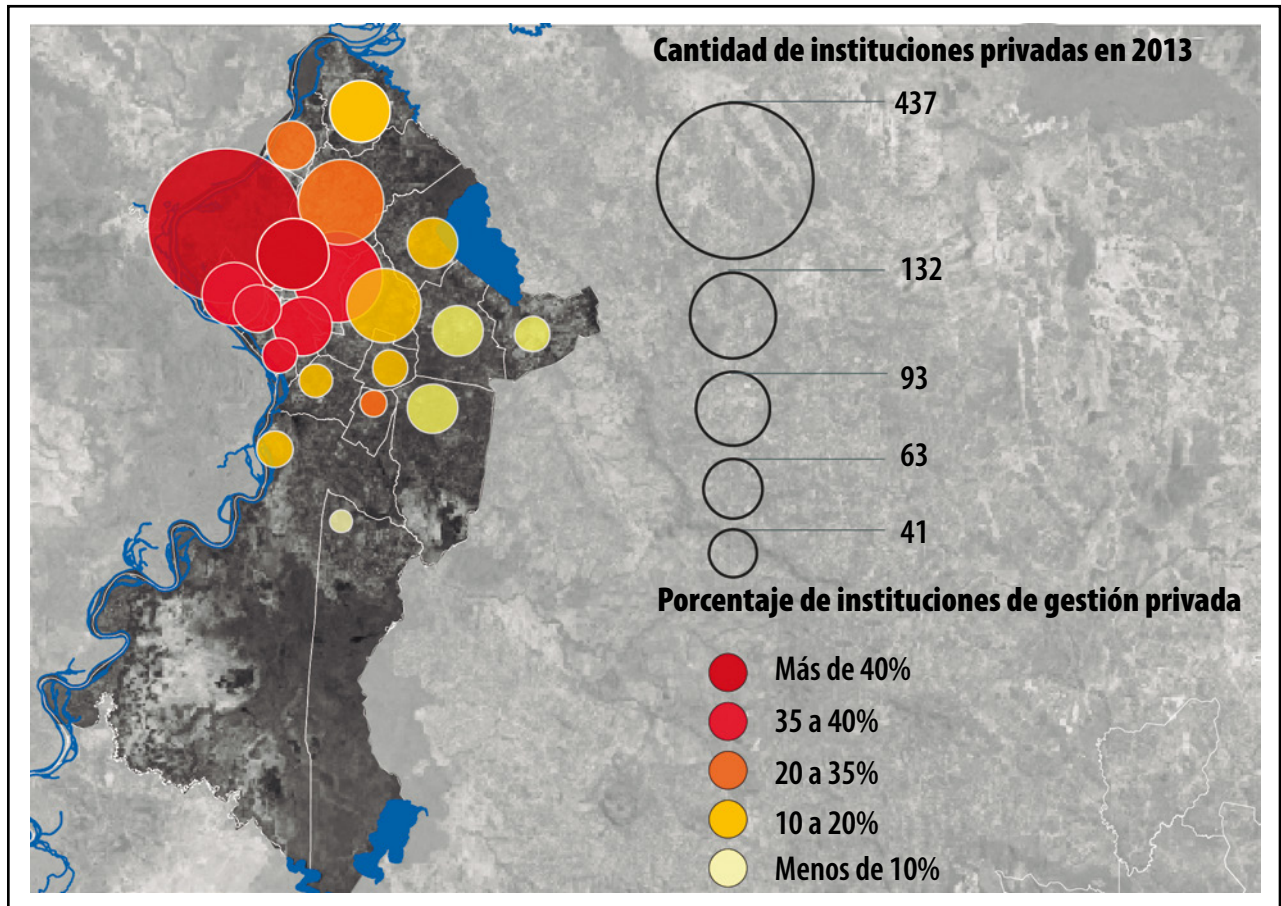 Cantidad de instituciones privadas en 2013
437
132
93
63
41
Porcentaje de instituciones de gestión privada
Más de 40%
35 a 40%
20 a 35%
10 a 20%
Menos de 10%